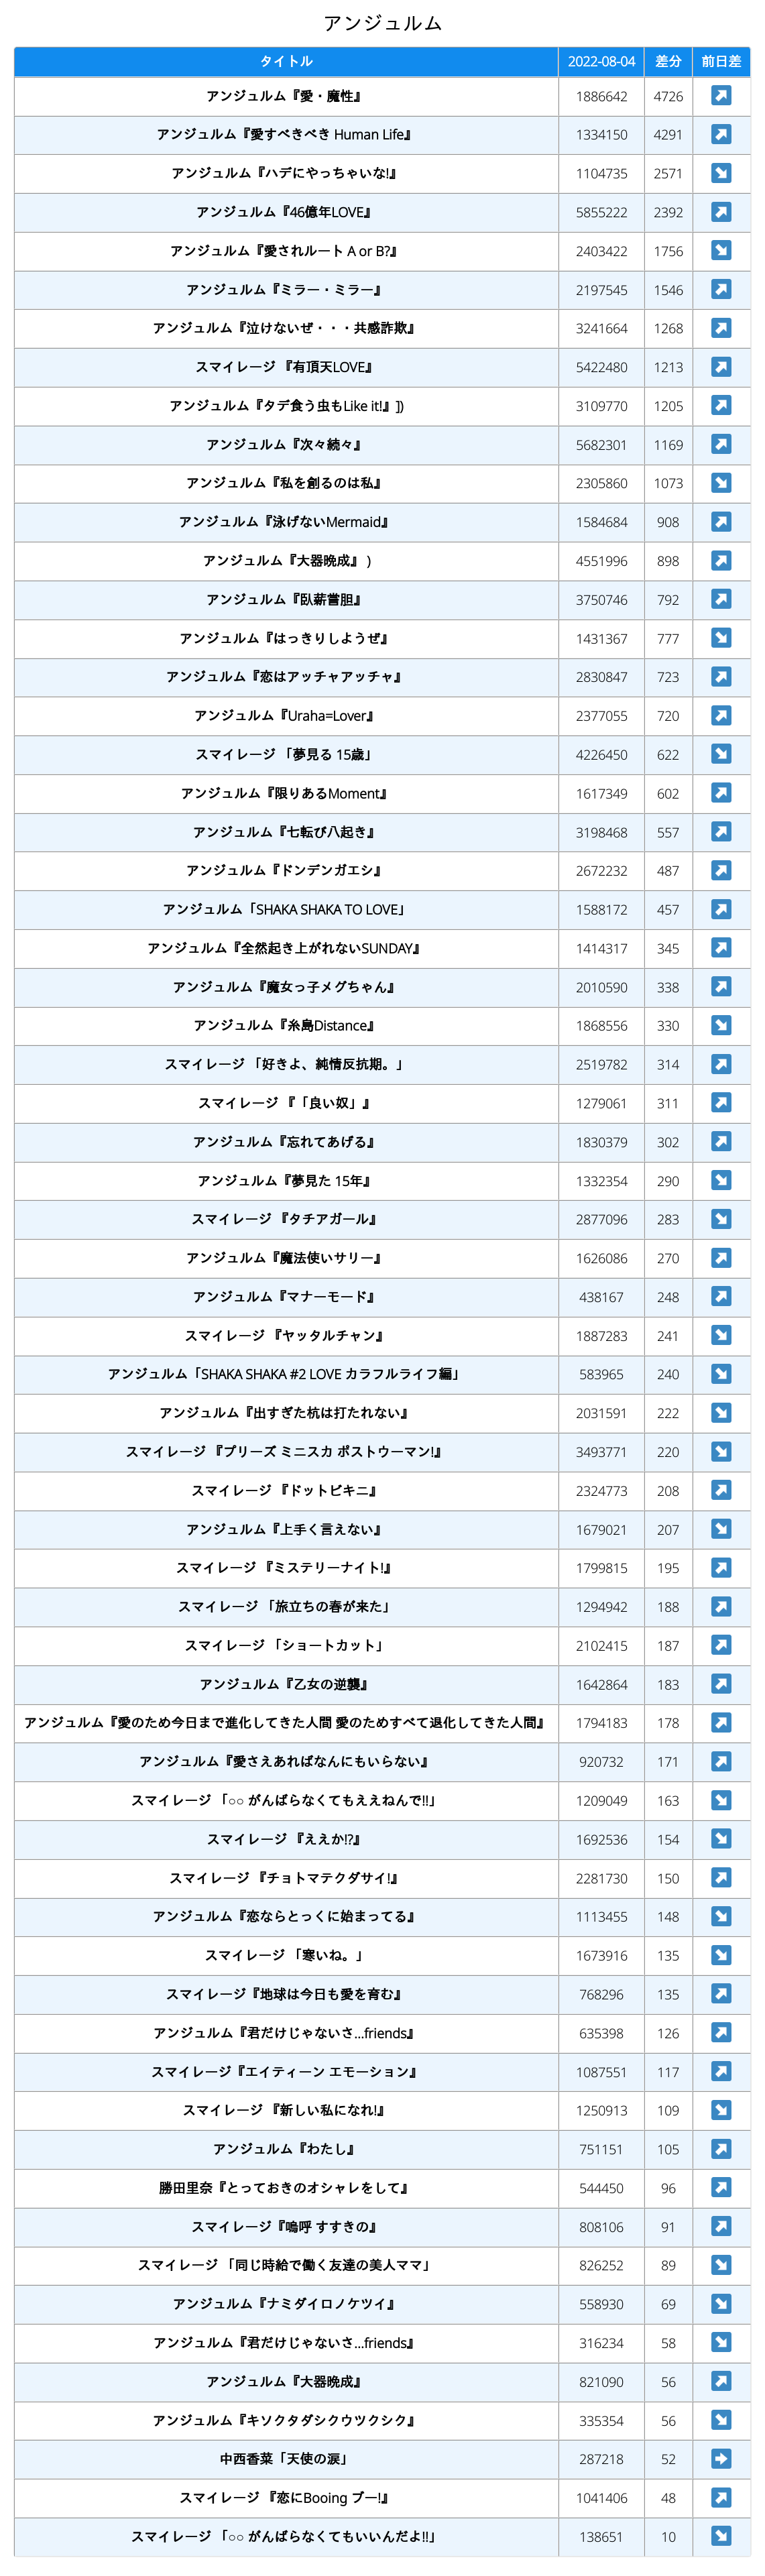 アンジュルム
タイトル 2022-08-04 差分 前日差
アンジュルム『愛・魔性』 1886642 4726 ↗
アンジュルム『愛すべきべき Human Life』 1334150 4291 ↗
アンジュルム『ハデにやっちゃいな!』 1104735 2571 ↘
アンジュルム『46億年LOVE』 5855222 2392 ↗
アンジュルム『愛されルート A or B?』 2403422 1756 ↘
アンジュルム『ミラー・ミラー』 2197545 1546 ↗
アンジュルム『泣けないぜ・・・共感詐欺』 3241664 1268 ↗
スマイレージ 『有頂天LOVE』 5422480 1213 ↗
アンジュルム『タデ食う虫もLike it!』]) 3109770 1205 ↗
アンジュルム『次々続々』 5682301 1169 ↗
アンジュルム『私を創るのは私』 2305860 1073 ↘
アンジュルム『泳げないMermaid』 1584684 908 ↗
アンジュルム『大器晩成』 ) 4551996 898 ↗
アンジュルム『臥薪嘗胆』 3750746 792 ↗
アンジュルム『はっきりしようぜ』 1431367 777 ↘
アンジュルム『恋はアッチャアッチャ』 2830847 723 ↗
アンジュルム『Uraha=Lover』 2377055 720 ↗
スマイレージ 「夢見る 15歳」 4226450 622 ↘
アンジュルム『限りあるMoment』 1617349 602 ↗
アンジュルム『七転び八起き』 3198468 557 ↗
アンジュルム『ドンデンガエシ』 2672232 487 ↗
アンジュルム「SHAKA SHAKA TO LOVE」 1588172 457 ↗
アンジュルム『全然起き上がれないSUNDAY』 1414317 345 ↗
アンジュルム『魔女っ子メグちゃん』 2010590 338 ↗
アンジュルム『糸島Distance』 1868556 330 ↘
スマイレージ 「好きよ、純情反抗期。」 2519782 314 ↗
スマイレージ 『「良い奴」』 1279061 311 ↗
アンジュルム『忘れてあげる』 1830379 302 ↗
アンジュルム『夢見た 15年』 1332354 290 ↘
スマイレージ 『タチアガール』 2877096 283 ↘
アンジュルム『魔法使いサリー』 1626086 270 ↗
アンジュルム『マナーモード』 438167 248 ↗
スマイレージ 『ヤッタルチャン』 1887283 241 ↘
アンジュルム「SHAKA SHAKA #2 LOVE カラフルライフ編」 583965 240 ↘
アンジュルム『出すぎた杭は打たれない』 2031591 222 ↘
スマイレージ 『プリーズ ミニスカ ポストウーマン!』 3493771 220 ↘
スマイレージ 『ドットビキニ』 2324773 208 ↗
アンジュルム『上手く言えない』 1679021 207 ↘
スマイレージ 『ミステリーナイト!』 1799815 195 ↗
スマイレージ 「旅立ちの春が来た」 1294942 188 ↗
スマイレージ 「ショートカット」 2102415 187 ↗
アンジュルム『乙女の逆襲』 1642864 183 ↗
アンジュルム『愛のため今日まで進化してきた人間 愛のためすべて退化してきた人間』 1794183 178 ↗
アンジュルム『愛さえあればなんにもいらない』 920732 171 ↗
スマイレージ 「○○ がんばらなくてもええねんで!!」 1209049 163 ↘
スマイレージ 『ええか!?』 1692536 154 ↘
スマイレージ 『チョトマテクダサイ!』 2281730 150 ↗
アンジュルム『恋ならとっくに始まってる』 1113455 148 ↘
スマイレージ 「寒いね。」 1673916 135 ↘
スマイレージ『地球は今日も愛を育む』 768296 135 ↗
アンジュルム『君だけじゃないさ...friends』 635398 126 ↗
スマイレージ『エイティーン エモーション』 1087551 117 ↗
スマイレージ 『新しい私になれ!』 1250913 109 ↘
アンジュルム『わたし』 751151 105 ↗
勝田里奈『とっておきのオシャレをして』 544450 96 ↗
スマイレージ『嗚呼 すすきの』 808106 91 ↗
スマイレージ 「同じ時給で働く友達の美人ママ」 826252 89 ↘
アンジュルム『ナミダイロノケツイ』 558930 69 ↘
アンジュルム『君だけじゃないさ...friends』 316234 58 ↘
アンジュルム『大器晩成』 821090 56 ↗
アンジュルム『キソクタダシクウツクシク』 335354 56 ↘
中西香菜「天使の涙」 287218 52 →
スマイレージ 『恋にBooing ブー!』 1041406 48 ↗
スマイレージ 「○○ がんばらなくてもいいんだよ!!」 138651 10 ↘